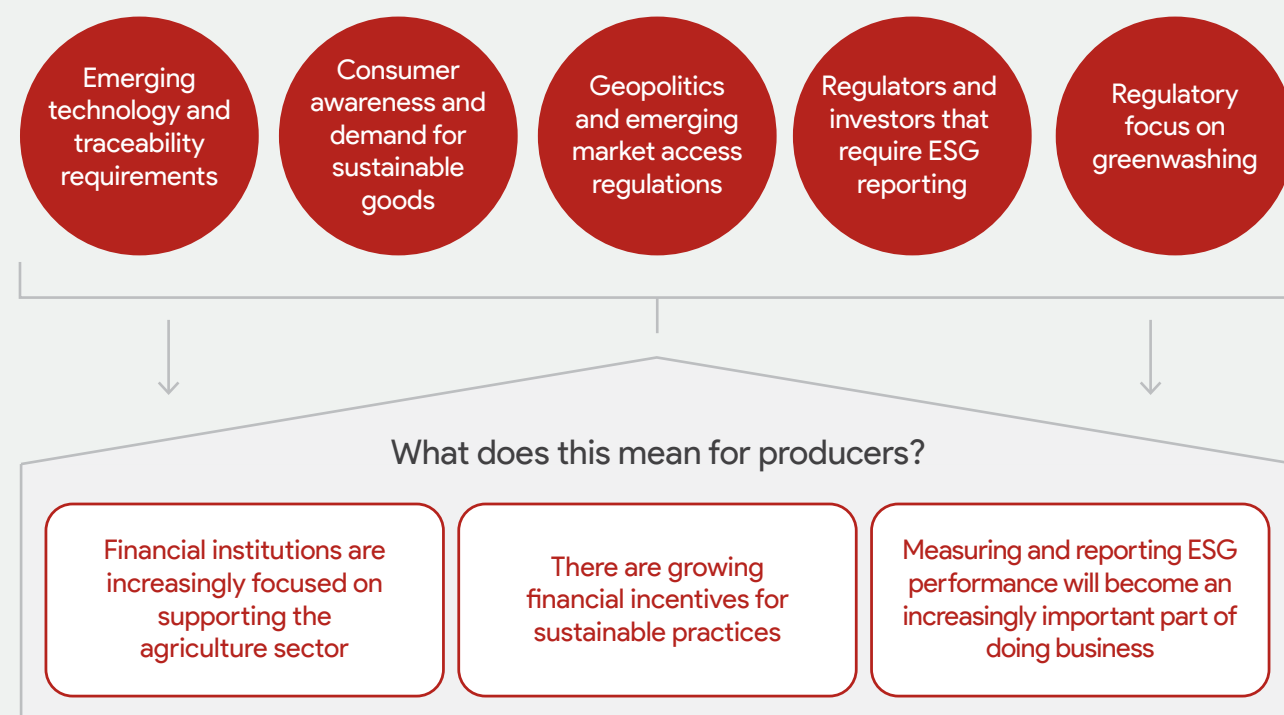 Emerging
technology and
traceability
requirements
Consumer
awareness and
demand for
sustainable
goods
Geopolitics
and emerging
market access
regulations
Regulators and
investors that
require ESG
reporting
Regulatory
focus on
greenwashing
What does this mean for producers?
Financial institutions are
increasingly focused on
supporting the
agriculture sector
There are growing
financial incentives for
sustainable practices
Measuring and reporting ESG
performance will become an
increasingly important part of
doing business